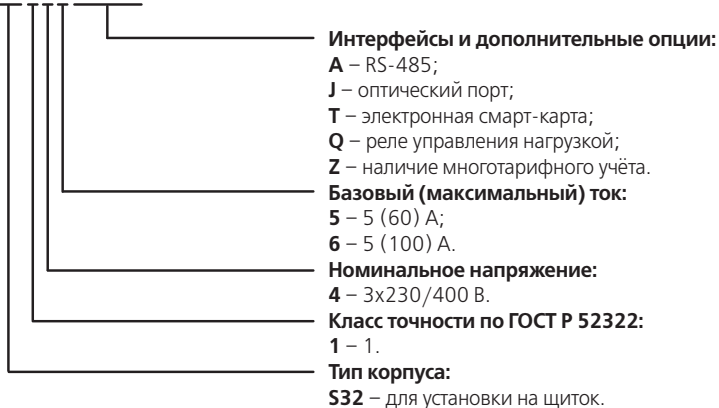 Интерфейсы и дополнительные опции:
A – RS-485;
J – оптический порт;
T – электронная смарт-карта;
Q – реле управления нагрузкой;
Z – наличие многотарифного учёта.
Базовый (максимальный) ток:
5 – 5 (60) А;
6 – 5 (100) А.
Номинальное напряжение:
4 – 3х230/400 В.
Класс точности по ГОСТ Р 52322:
1 – 1.
Тип корпуса:
S32 – для установки на щиток.